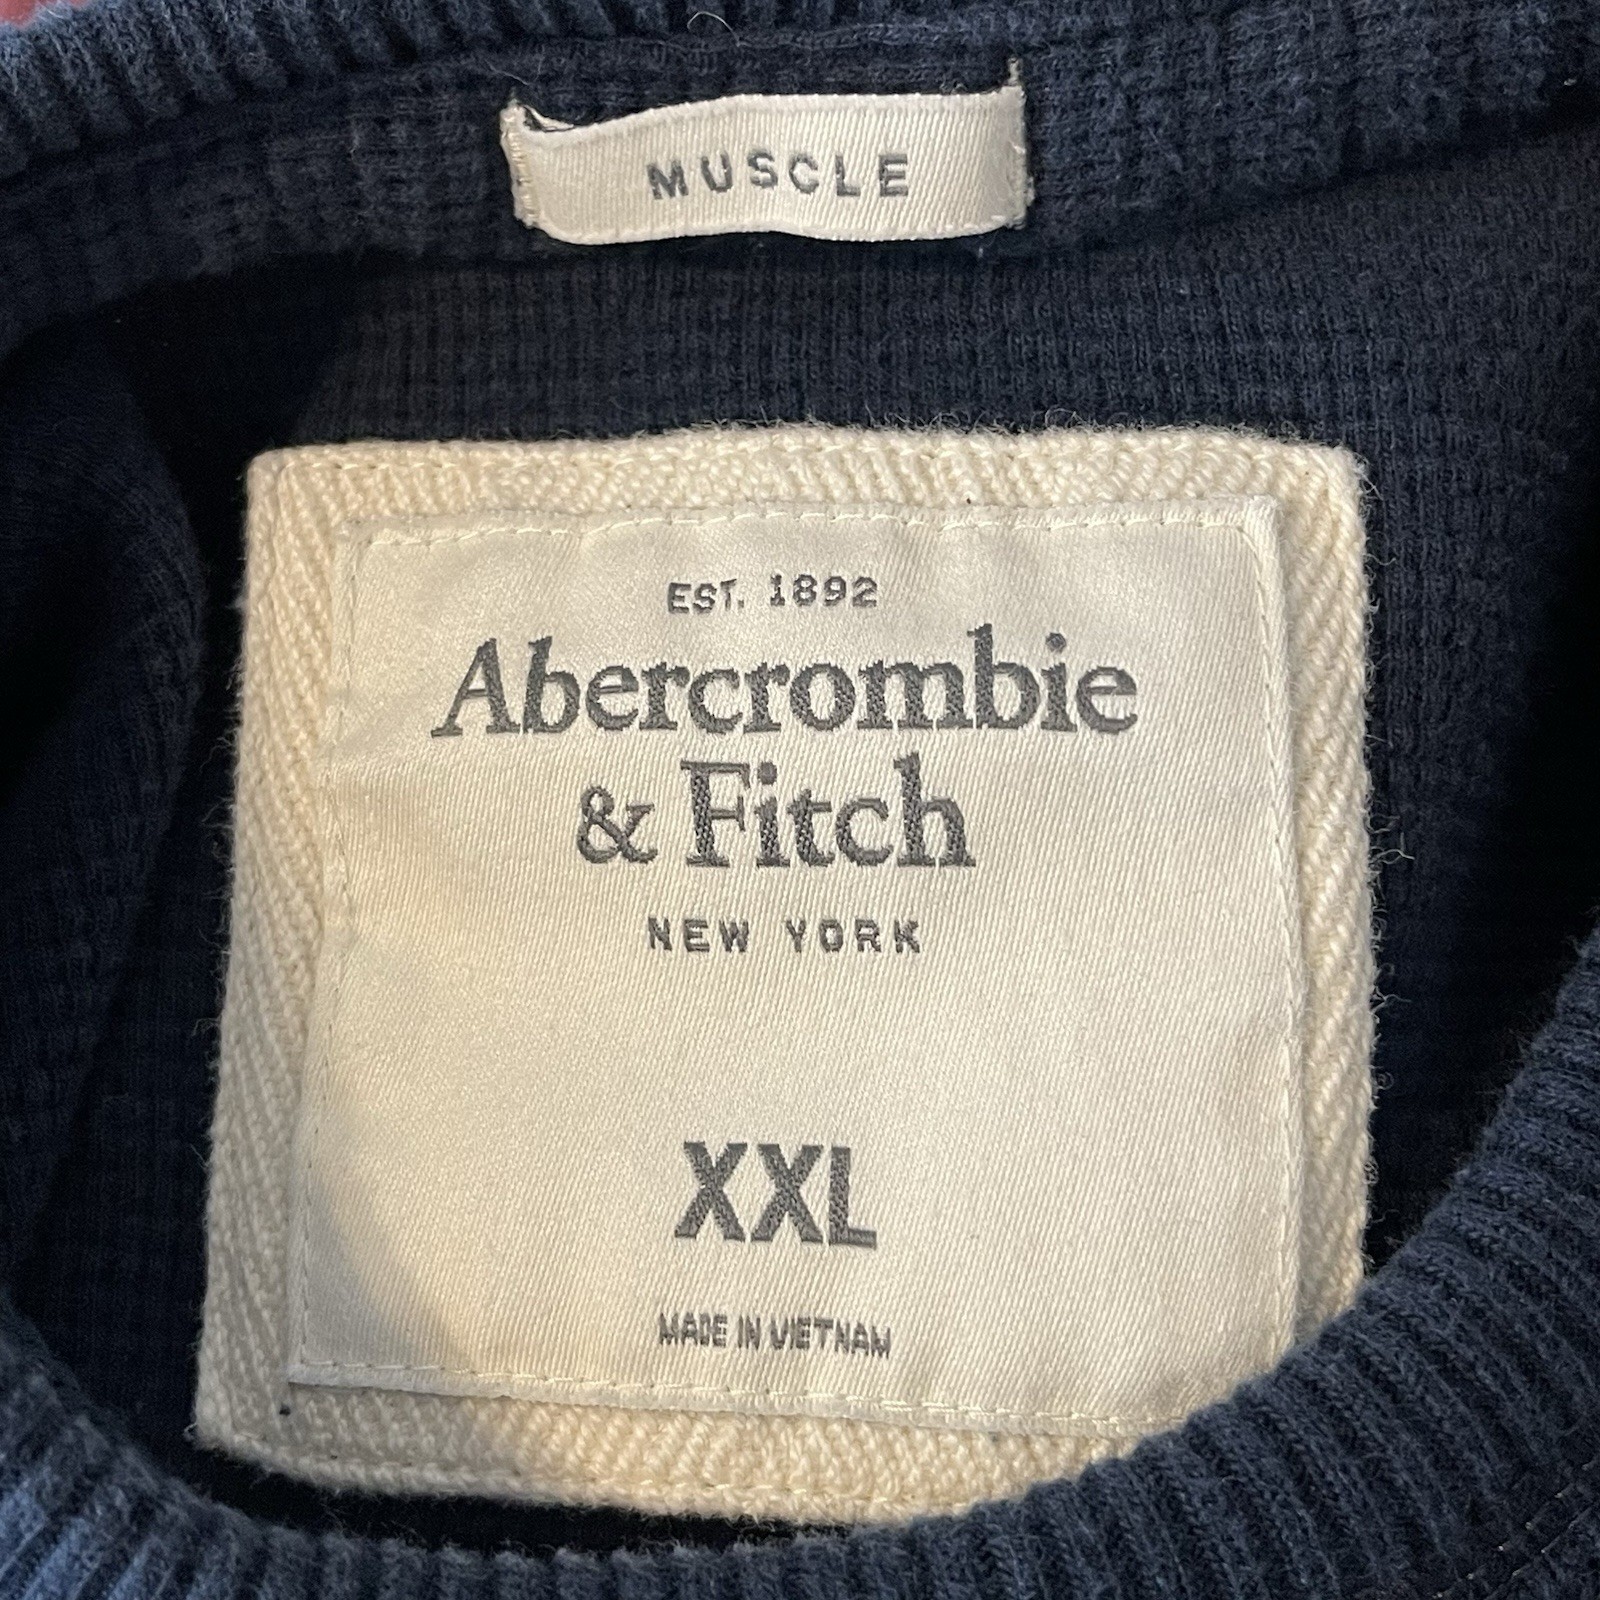 MUSCLE
EST. 1892
Abercrombie
& Fitch
NEW YORK
XXL
MADE IN VIETNAM